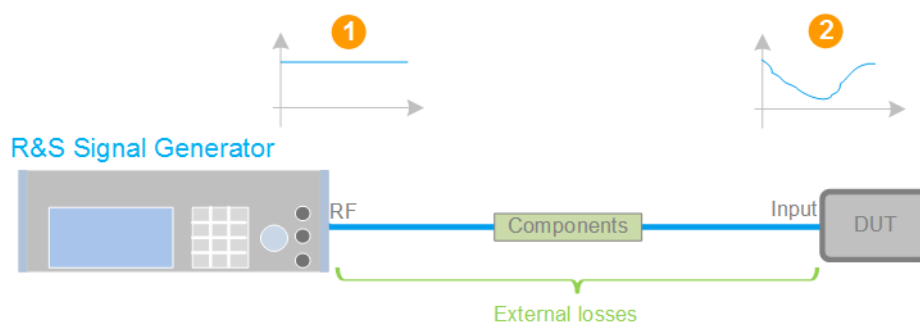 1
2
R&S Signal Generator
RF
Components
Input
DUT
External losses